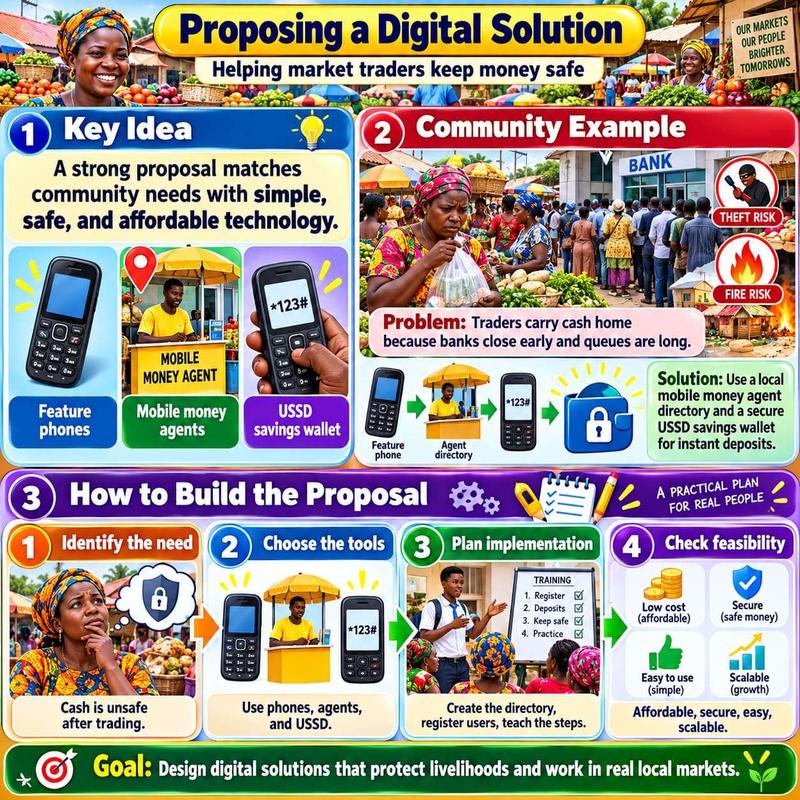 Proposing a Digital Solution
Helping market traders keep money safe
OUR MARKETS
OUR PEOPLE
BRIGHTER
TOMORROWS
1 Key Idea
A strong proposal matches
community needs with simple,
safe, and affordable technology.
MOBILE
MONEY AGENT
*123#
Feature
phones
Mobile money
agents
USSD
savings wallet
2 Community Example
BANK
THEFT RISK
FIRE RISK
Problem: Traders carry cash home
because banks close early and queues are long.
*123#
Feature
phone
Agent
directory
Solution: Use a local
mobile money agent
directory and a secure
USSD savings wallet
for instant deposits.
3 How to Build the Proposal
A PRACTICAL PLAN
FOR REAL PEOPLE
1 Identify the need
Cash is unsafe
after trading.
2 Choose the tools
*123#
Use phones, agents,
and USSD.
3 Plan implementation
TRAINING
1. Register
2. Deposits
3. Keep safe
4. Practice
Create the directory,
register users, teach the steps.
4 Check feasibility
Low cost
(affordable)
Secure
(safe money)
Easy to use
(simple)
Scalable
(growth)
Affordable, secure, easy,
scalable.
Goal: Design digital solutions that protect livelihoods and work in real local markets.